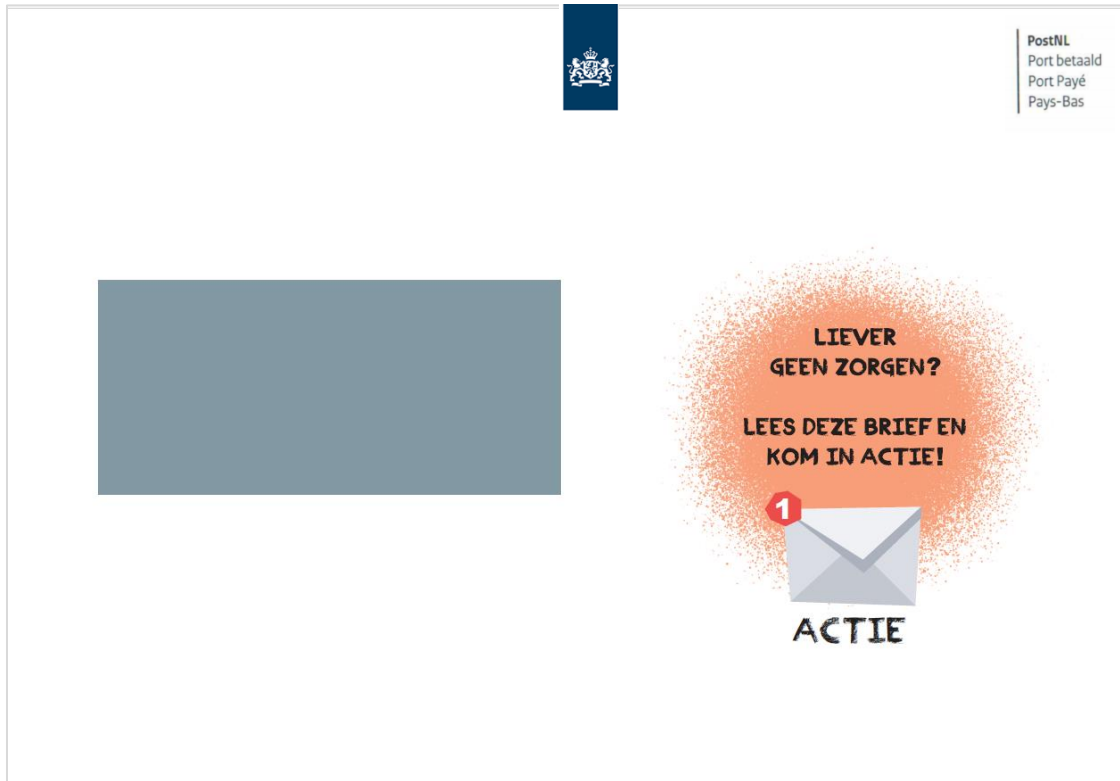 PostNL
Port betaald
Port Payé
Pays-Bas
LIEVER
GEEN ZORGEN?
LEES DEZE BRIEF EN
KOM IN ACTIE!
1
ACTIE